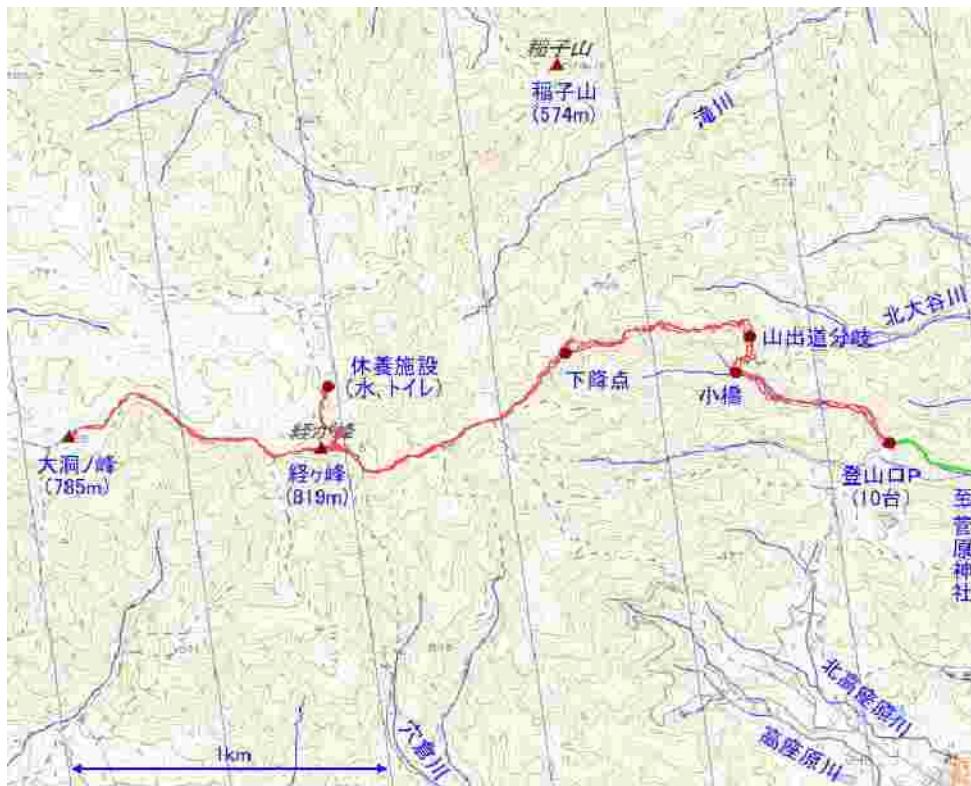 稲子山
稲子山
(574m)
滝川
北大谷川
山出道分岐
休養施設
(水、トイレ)
下降点
小橋
経ヶ峰
大洞ノ峰
(785m)
経ヶ峰
(819m)
登山口P
(10台)
至菅原神社
北高座原川
高座原川
穴倉川
1km